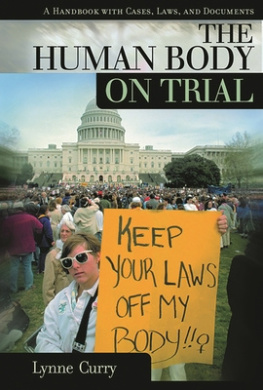 A HANDBOOK WITH CASES, LAWS, AND DOCUMENTS
THE
HUMAN BODY
ON TRIAL
KEEP
YOUR LAWS
OFF MY
BODY!!♀
Lynne Curry